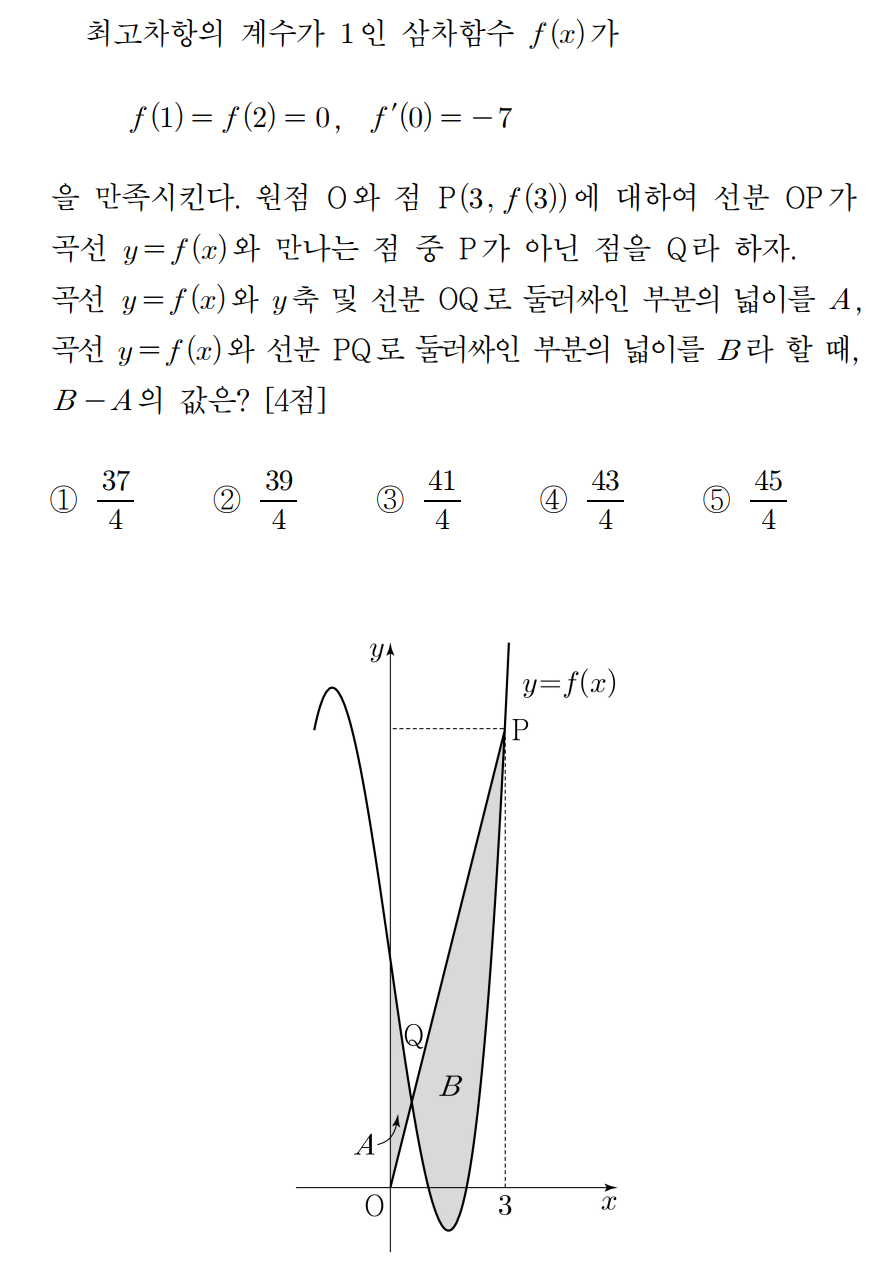 최고차항의 계수가 1인 삼차함수 f(x)가
f(1)=f(2)=0, f′(0)=−7
을 만족시킨다. 원점 O와 점 P(3, f(3))에 대하여 선분 OP가
곡선 y=f(x)와 만나는 점 중 P가 아닌 점을 Q라 하자.
곡선 y=f(x)와 y축 및 선분 OQ로 둘러싸인 부분의 넓이를 A,
곡선 y=f(x)와 선분 PQ로 둘러싸인 부분의 넓이를 B라 할 때,
B−A의 값은? [4점]
① 37/4 ② 39/4 ③ 41/4 ④ 43/4 ⑤ 45/4
y
y=f(x)
P
Q
B
A
O 3 x